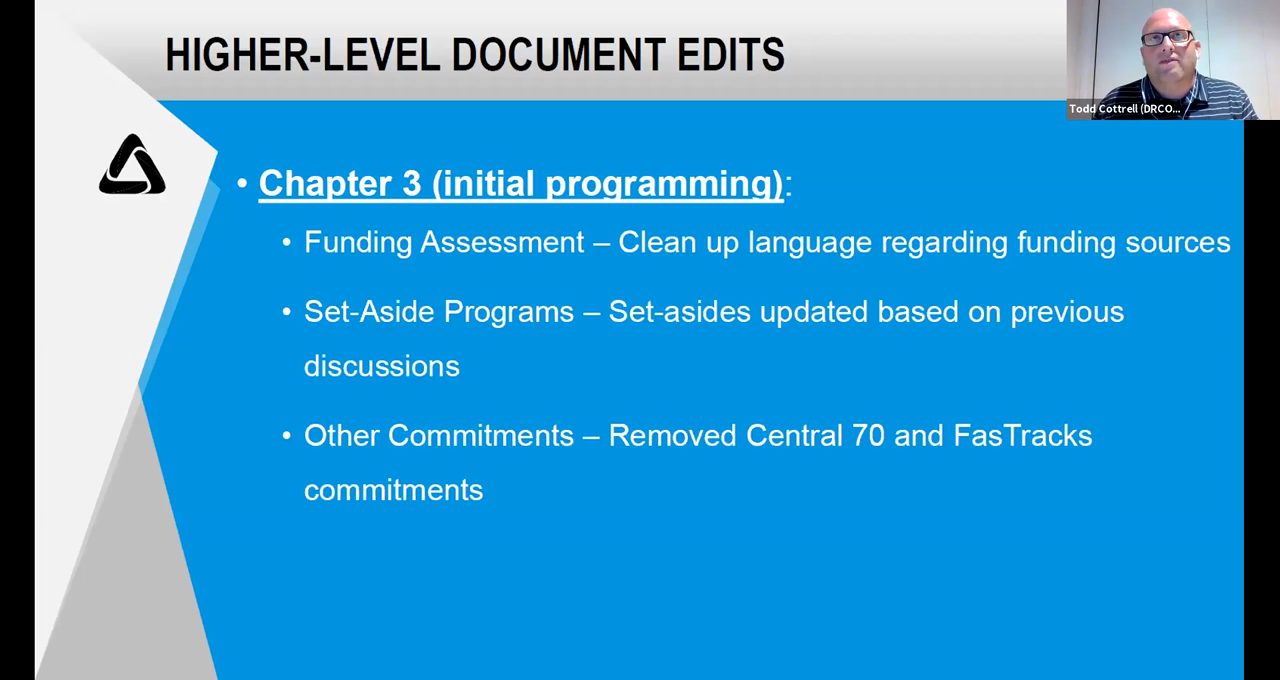 HIGHER-LEVEL DOCUMENT EDITS
Todd Cottrell (DRCO...
• Chapter 3 (initial programming):
• Funding Assessment – Clean up language regarding funding sources
• Set-Aside Programs – Set-asides updated based on previous
discussions
• Other Commitments – Removed Central 70 and FasTracks
commitments